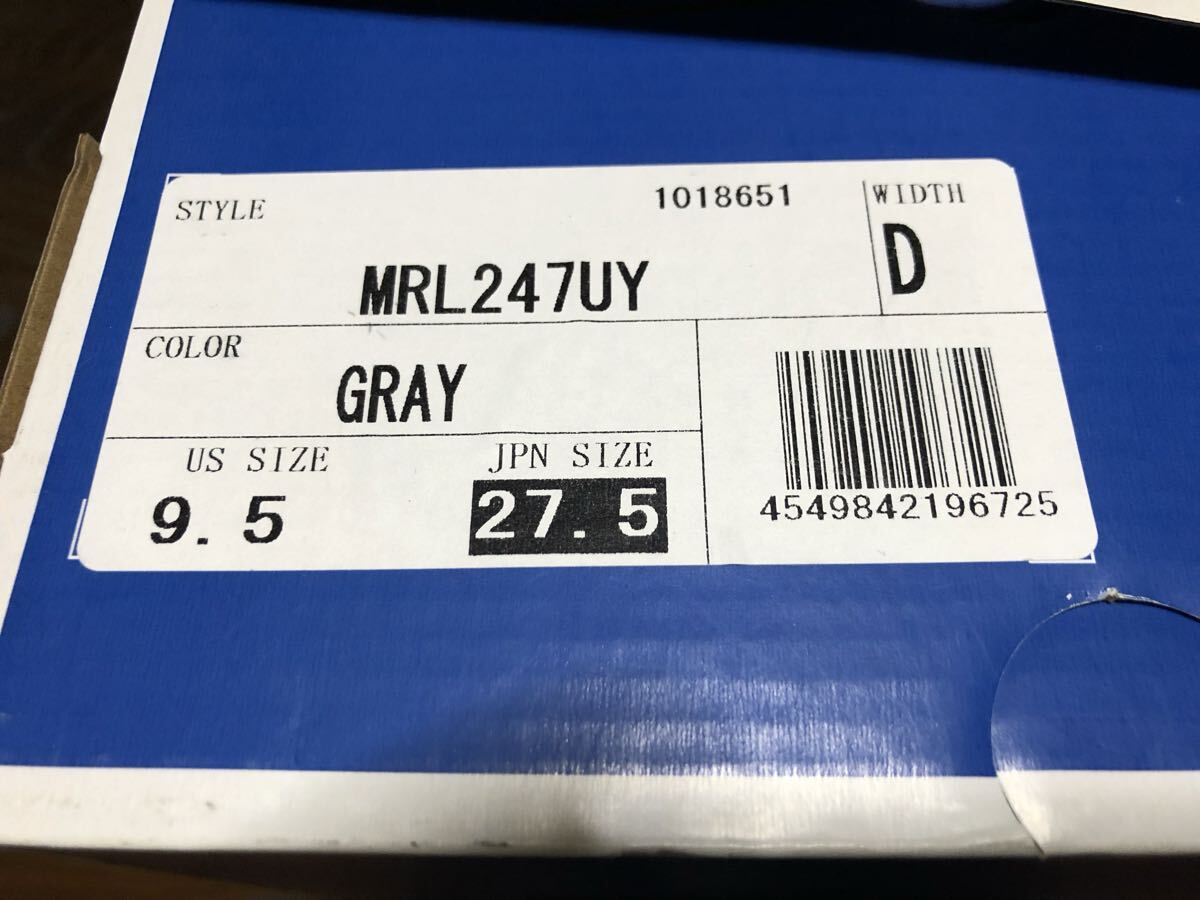 STYLE 1018651 WIDTH
MRL247UY D
COLOR
GRAY
US SIZE JPN SIZE
9.5 27.5
4549842196725